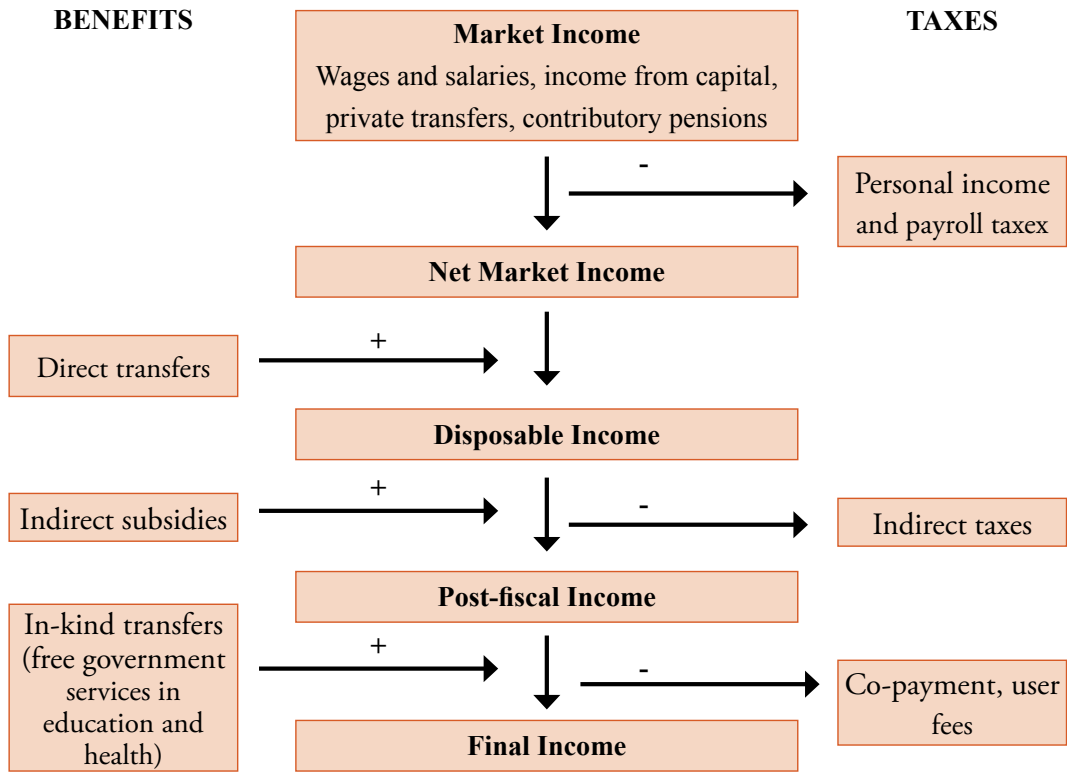 BENEFITS
Market Income
Wages and salaries, income from capital,
private transfers, contributory pensions
TAXES
-
Personal income
and payroll taxex
Net Market Income
+
Direct transfers
Disposable Income
+
-
Indirect subsidies
Indirect taxes
Post-fiscal Income
In-kind transfers
(free government
services in
education and
health)
+
-
Co-payment, user
fees
Final Income